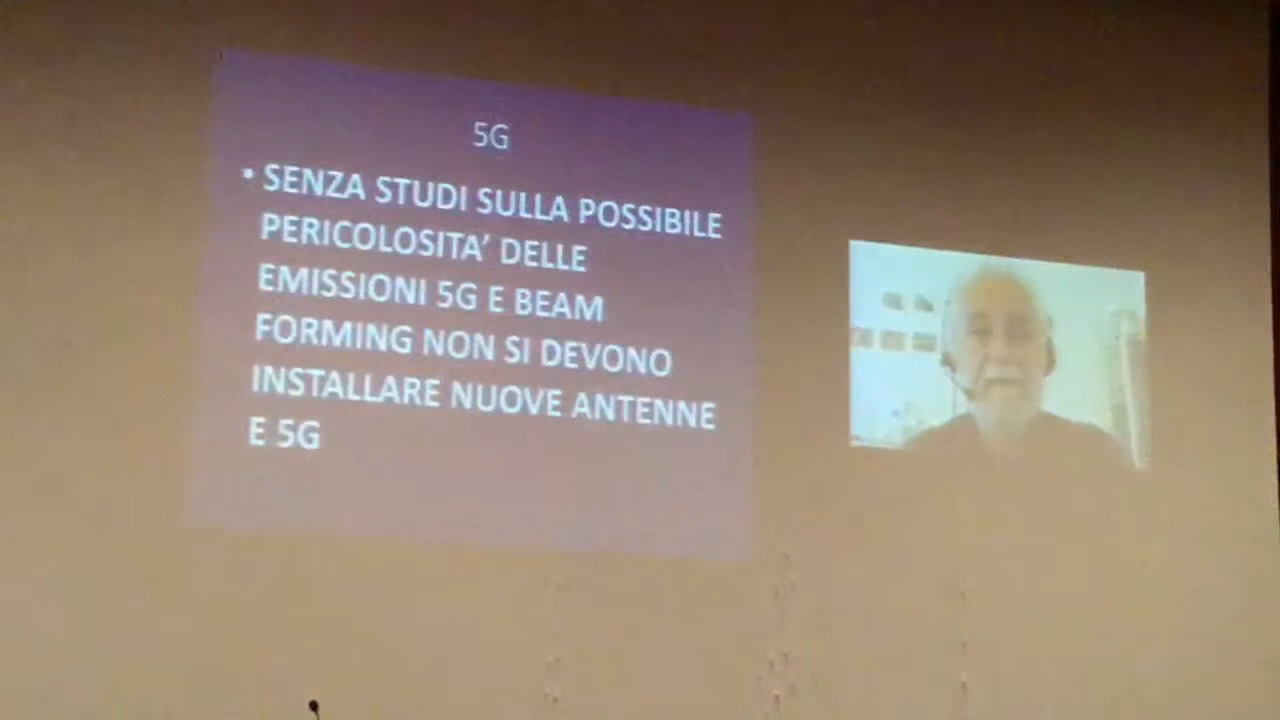 5G
• SENZA STUDI SULLA POSSIBILE
PERICOLOSITA’ DELLE
EMISSIONI 5G E BEAM
FORMING NON SI DEVONO
INSTALLARE NUOVE ANTENNE
E 5G